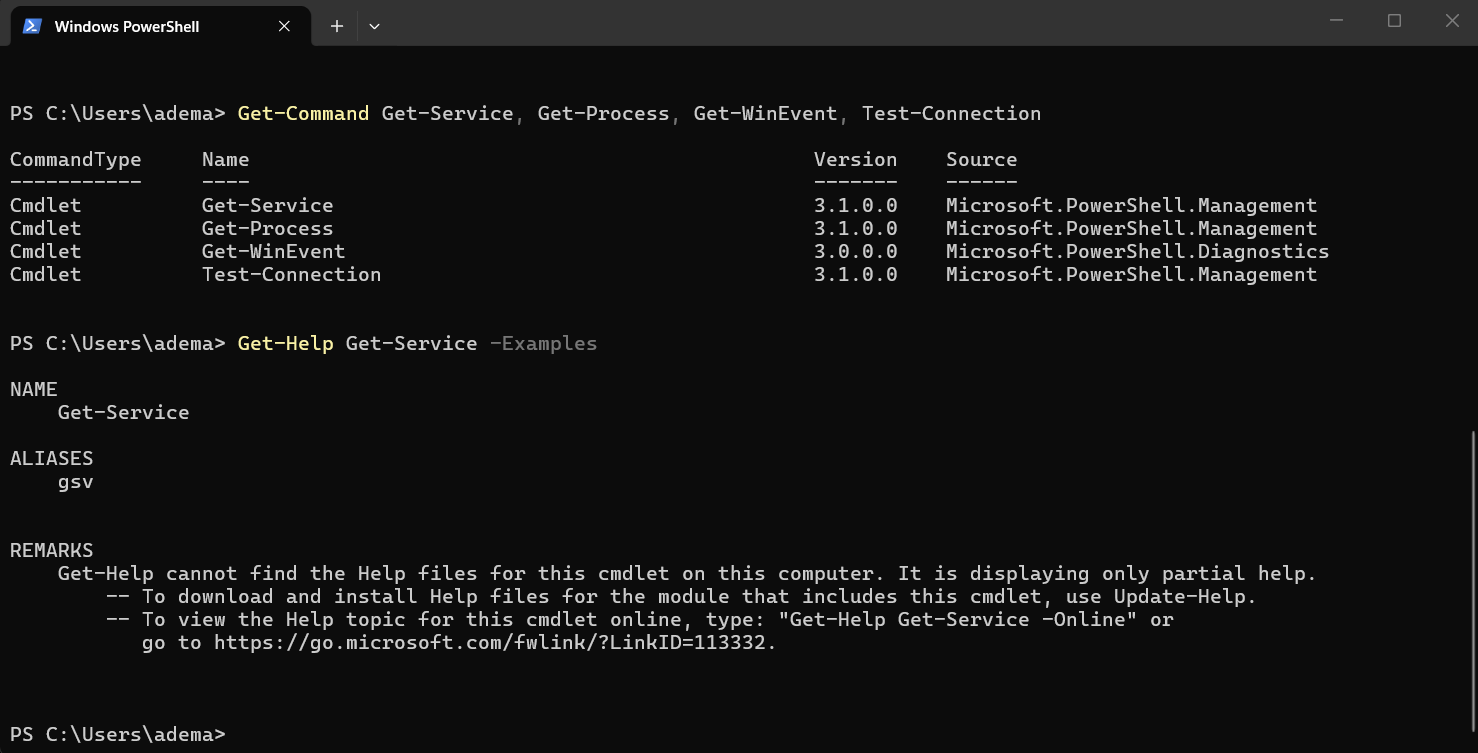 Windows PowerShell
PS C:\Users\adema> Get-Command Get-Service, Get-Process, Get-WinEvent, Test-Connection
CommandType     Name                                               Version    Source
-----------     ----                                               -------    ------
Cmdlet          Get-Service                                        3.1.0.0    Microsoft.PowerShell.Management
Cmdlet          Get-Process                                        3.1.0.0    Microsoft.PowerShell.Management
Cmdlet          Get-WinEvent                                       3.0.0.0    Microsoft.PowerShell.Diagnostics
Cmdlet          Test-Connection                                    3.1.0.0    Microsoft.PowerShell.Management
PS C:\Users\adema> Get-Help Get-Service -Examples
NAME
    Get-Service
ALIASES
    gsv
REMARKS
    Get-Help cannot find the Help files for this cmdlet on this computer. It is displaying only partial help.
        -- To download and install Help files for the module that includes this cmdlet, use Update-Help.
        -- To view the Help topic for this cmdlet online, type: "Get-Help Get-Service -Online" or
           go to https://go.microsoft.com/fwlink/?LinkID=113332.
PS C:\Users\adema>